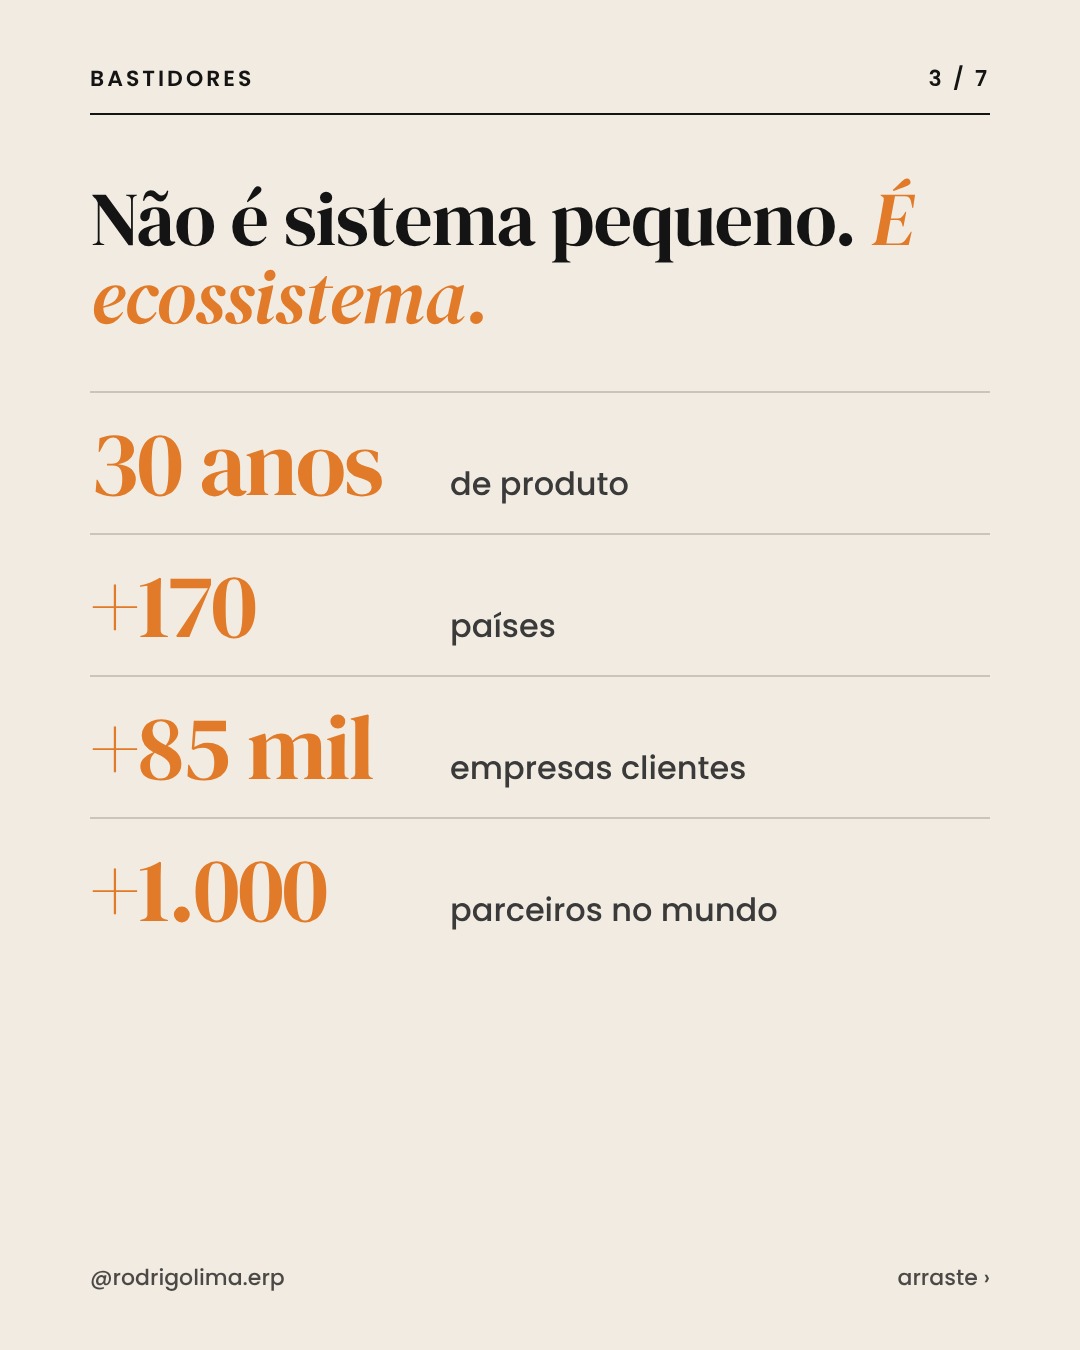 BASTIDORES
3 / 7
Não é sistema pequeno. É
ecossistema.
30 anos de produto
+170 países
+85 mil empresas clientes
+1.000 parceiros no mundo
@rodrigolima.erp
arraste ›